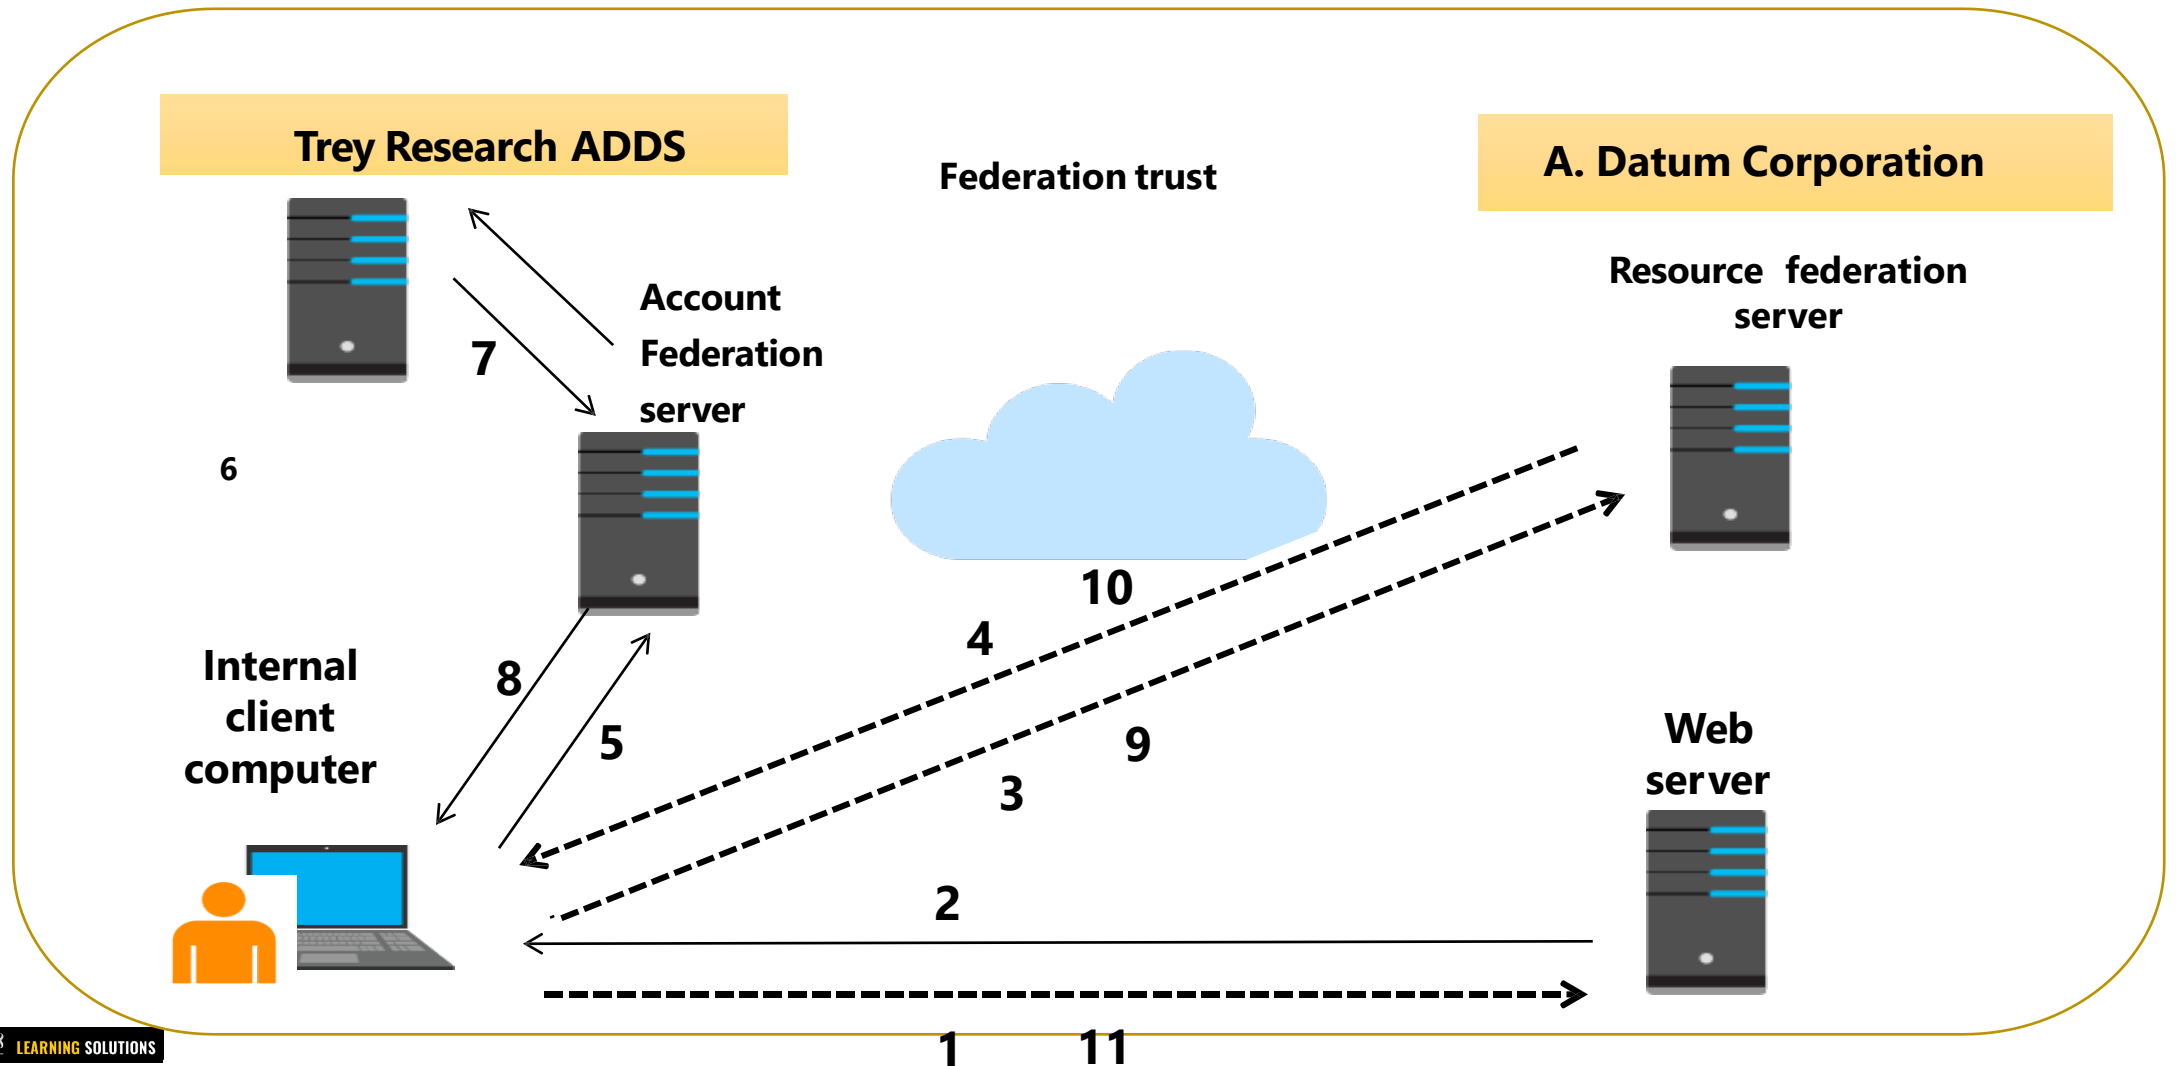 Trey Research ADDS
Federation trust
A. Datum Corporation
Resource federation
server
Account
Federation
server
7
6
10
4
Internal
client
computer
8
5
9
3
Web
server
2
1
11
LEARNING SOLUTIONS